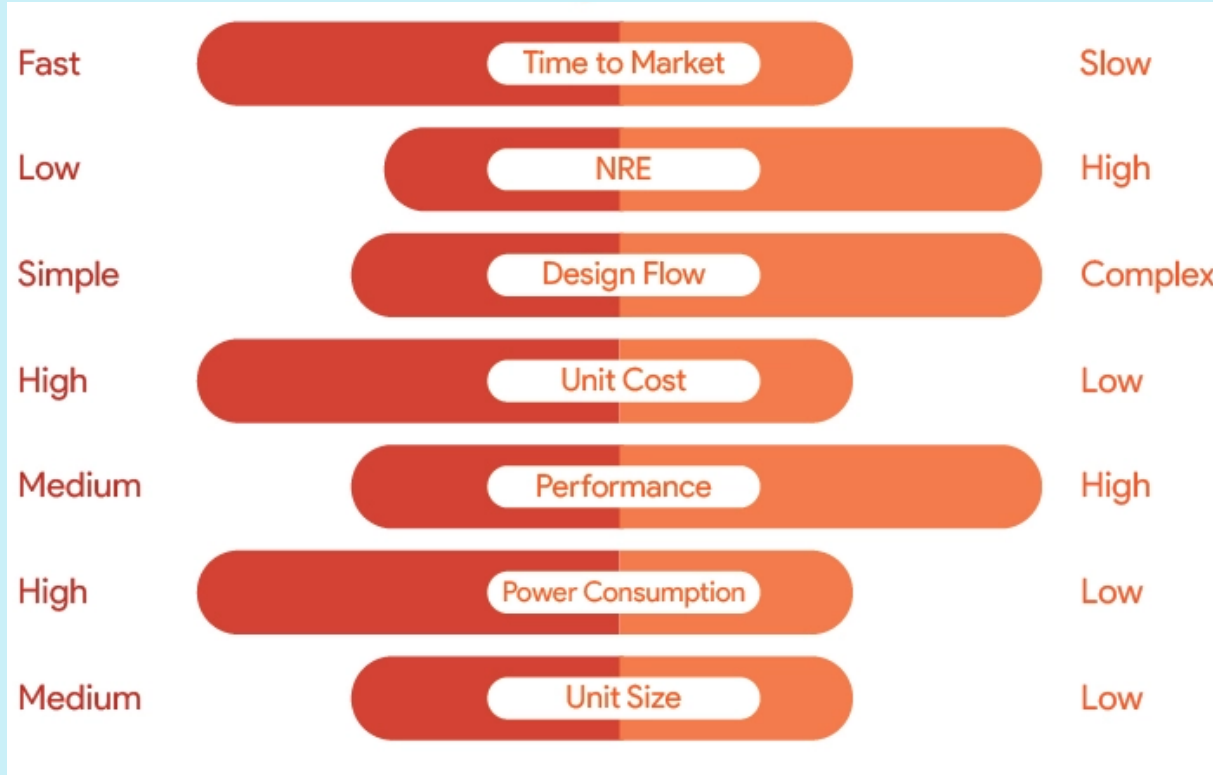 Fast Time to Market Slow
Low NRE High
Simple Design Flow Complex
High Unit Cost Low
Medium Performance High
High Power Consumption Low
Medium Unit Size Low